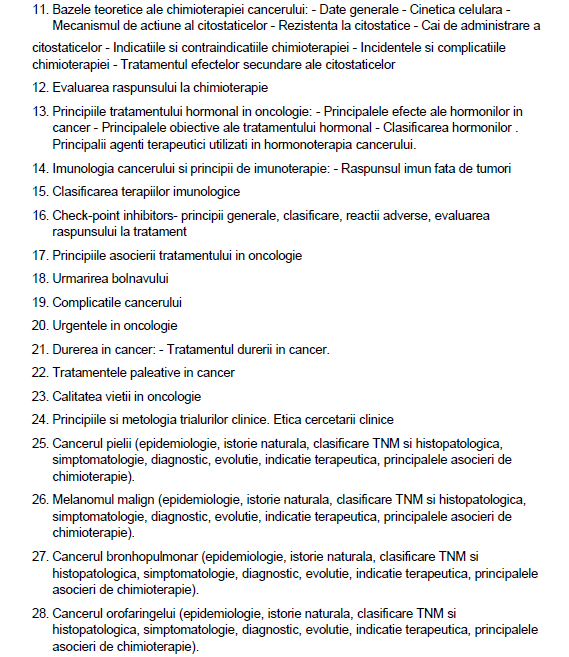 11. Bazele teoretice ale chimioterapiei cancerului: - Date generale - Cinetica celulara -
Mecanismul de actiune al citostaticelor - Rezistenta la citostatice - Cai de administrare a
citostaticelor - Indicatiile si contraindicatiile chimioterapiei - Incidentele si complicatiile
chimioterapiei - Tratamentul efectelor secundare ale citostaticelor
12. Evaluarea raspunsului la chimioterapie
13. Principiile tratamentului hormonal in oncologie: - Principalele efecte ale hormonilor in
cancer - Principalele obiective ale tratamentului hormonal - Clasificarea hormonilor .
Principalii agenti terapeutici utilizati in hormonoterapia cancerului.
14. Imunologia cancerului si principii de imunoterapie: - Raspunsul imun fata de tumori
15. Clasificarea terapiilor imunologice
16. Check-point inhibitors- principii generale, clasificare, reactii adverse, evaluarea
raspunsului la tratament
17. Principiile asocierii tratamentului in oncologie
18. Urmarirea bolnavului
19. Complicatile cancerului
20. Urgentele in oncologie
21. Durerea in cancer: - Tratamentul durerii in cancer.
22. Tratamentele paleative in cancer
23. Calitatea vietii in oncologie
24. Principiile si metologia trialurilor clinice. Etica cercetarii clinice
25. Cancerul pielii (epidemiologie, istorie naturala, clasificare TNM si histopatologica,
simptomatologie, diagnostic, evolutie, indicatie terapeutica, principalele asocieri de
chimioterapie).
26. Melanomul malign (epidemiologie, istorie naturala, clasificare TNM si histopatologica,
simptomatologie, diagnostic, evolutie, indicatie terapeutica, principalele asocieri de
chimioterapie).
27. Cancerul bronhopulmonar (epidemiologie, istorie naturala, clasificare TNM si
histopatologica, simptomatologie, diagnostic, evolutie, indicatie terapeutica, principalele
asocieri de chimioterapie).
28. Cancerul orofaringelui (epidemiologie, istorie naturala, clasificare TNM si
histopatologica, simptomatologie, diagnostic, evolutie, indicatie terapeutica, principalele
asocieri de chimioterapie).